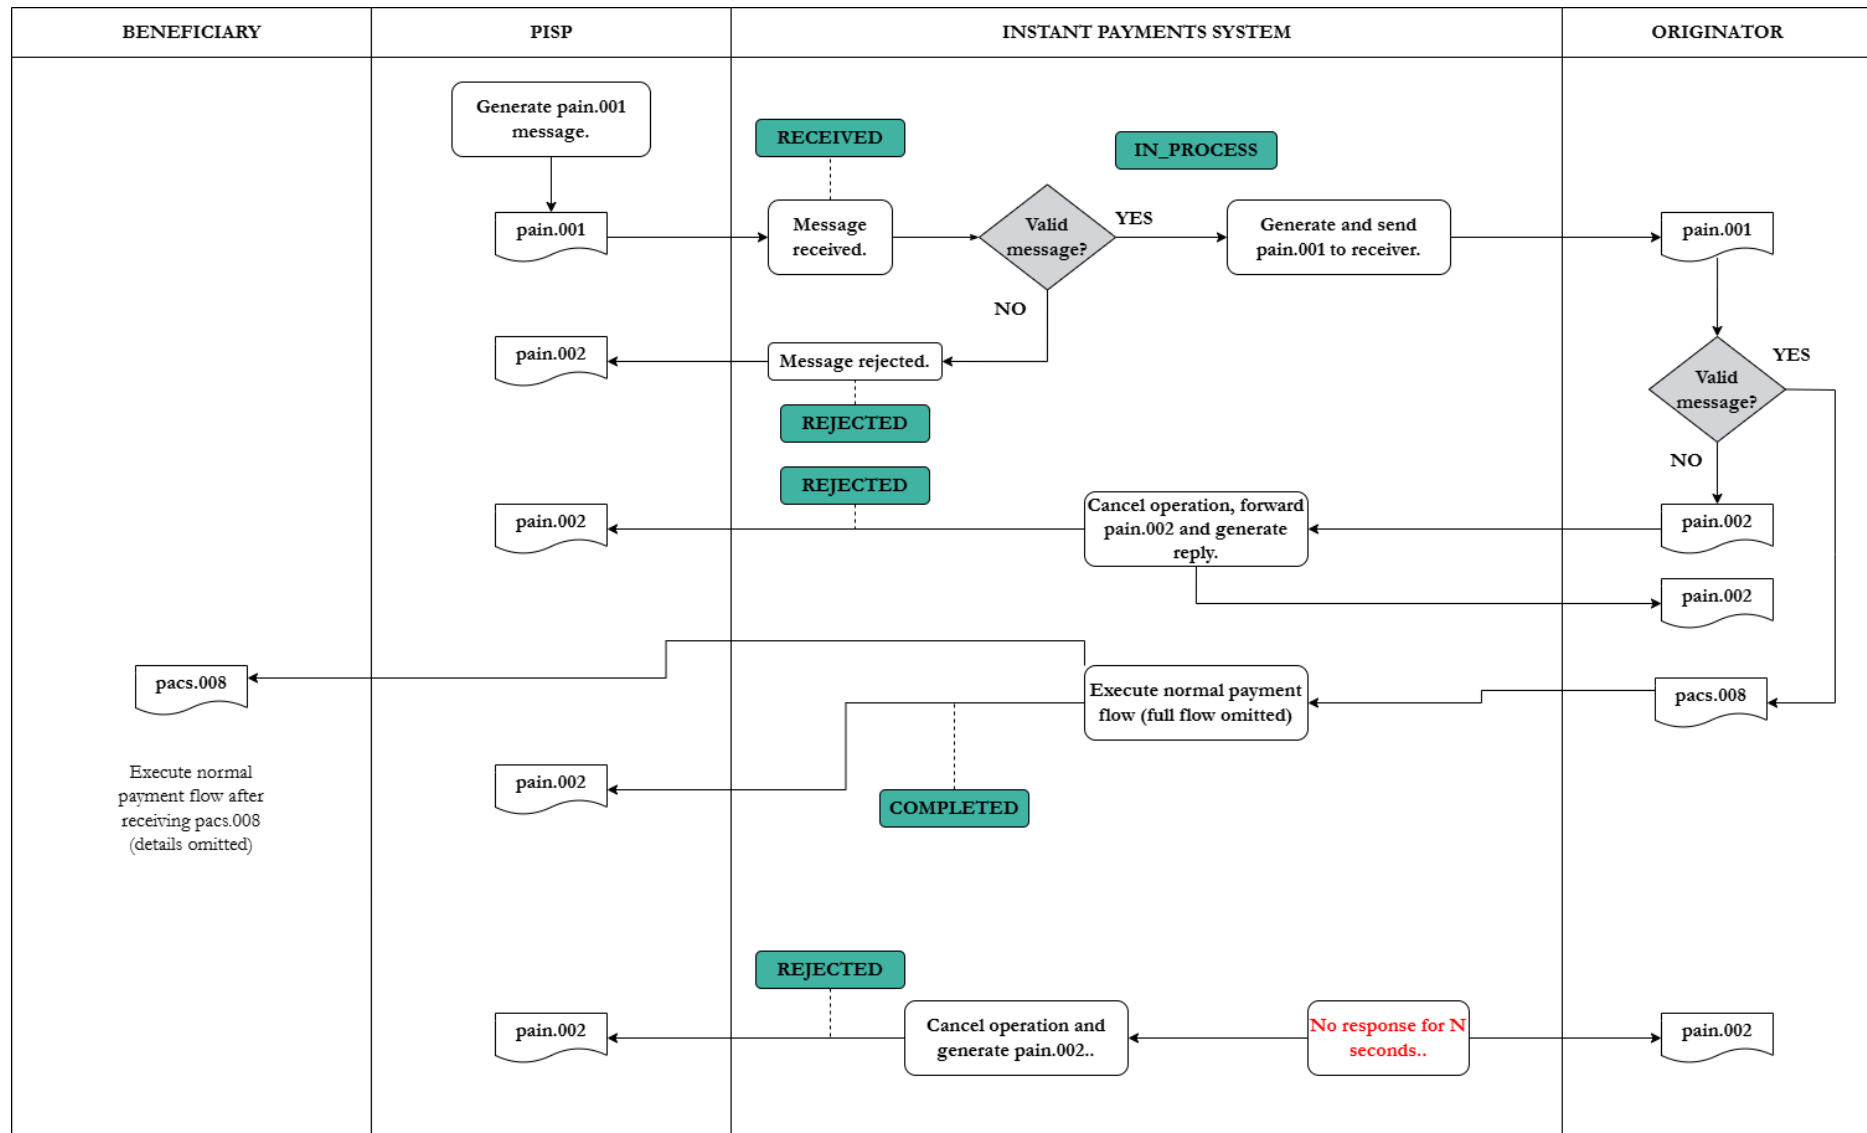 BENEFICIARY
PISP
INSTANT PAYMENTS SYSTEM
ORIGINATOR
Generate pain.001
message.
RECEIVED
IN_PROCESS
pain.001
Message
received.
Valid
message?
YES
Generate and send
pain.001 to receiver.
pain.001
NO
pain.002
Message rejected.
REJECTED
Valid
message?
YES
NO
REJECTED
pain.002
Cancel operation, forward
pain.002 and generate
reply.
pain.002
pain.002
pacs.008
Execute normal payment
flow (full flow omitted)
pacs.008
Execute normal
payment flow after
receiving pacs.008
(details omitted)
pain.002
COMPLETED
REJECTED
pain.002
Cancel operation and
generate pain.002..
No response for N
seconds..
pain.002